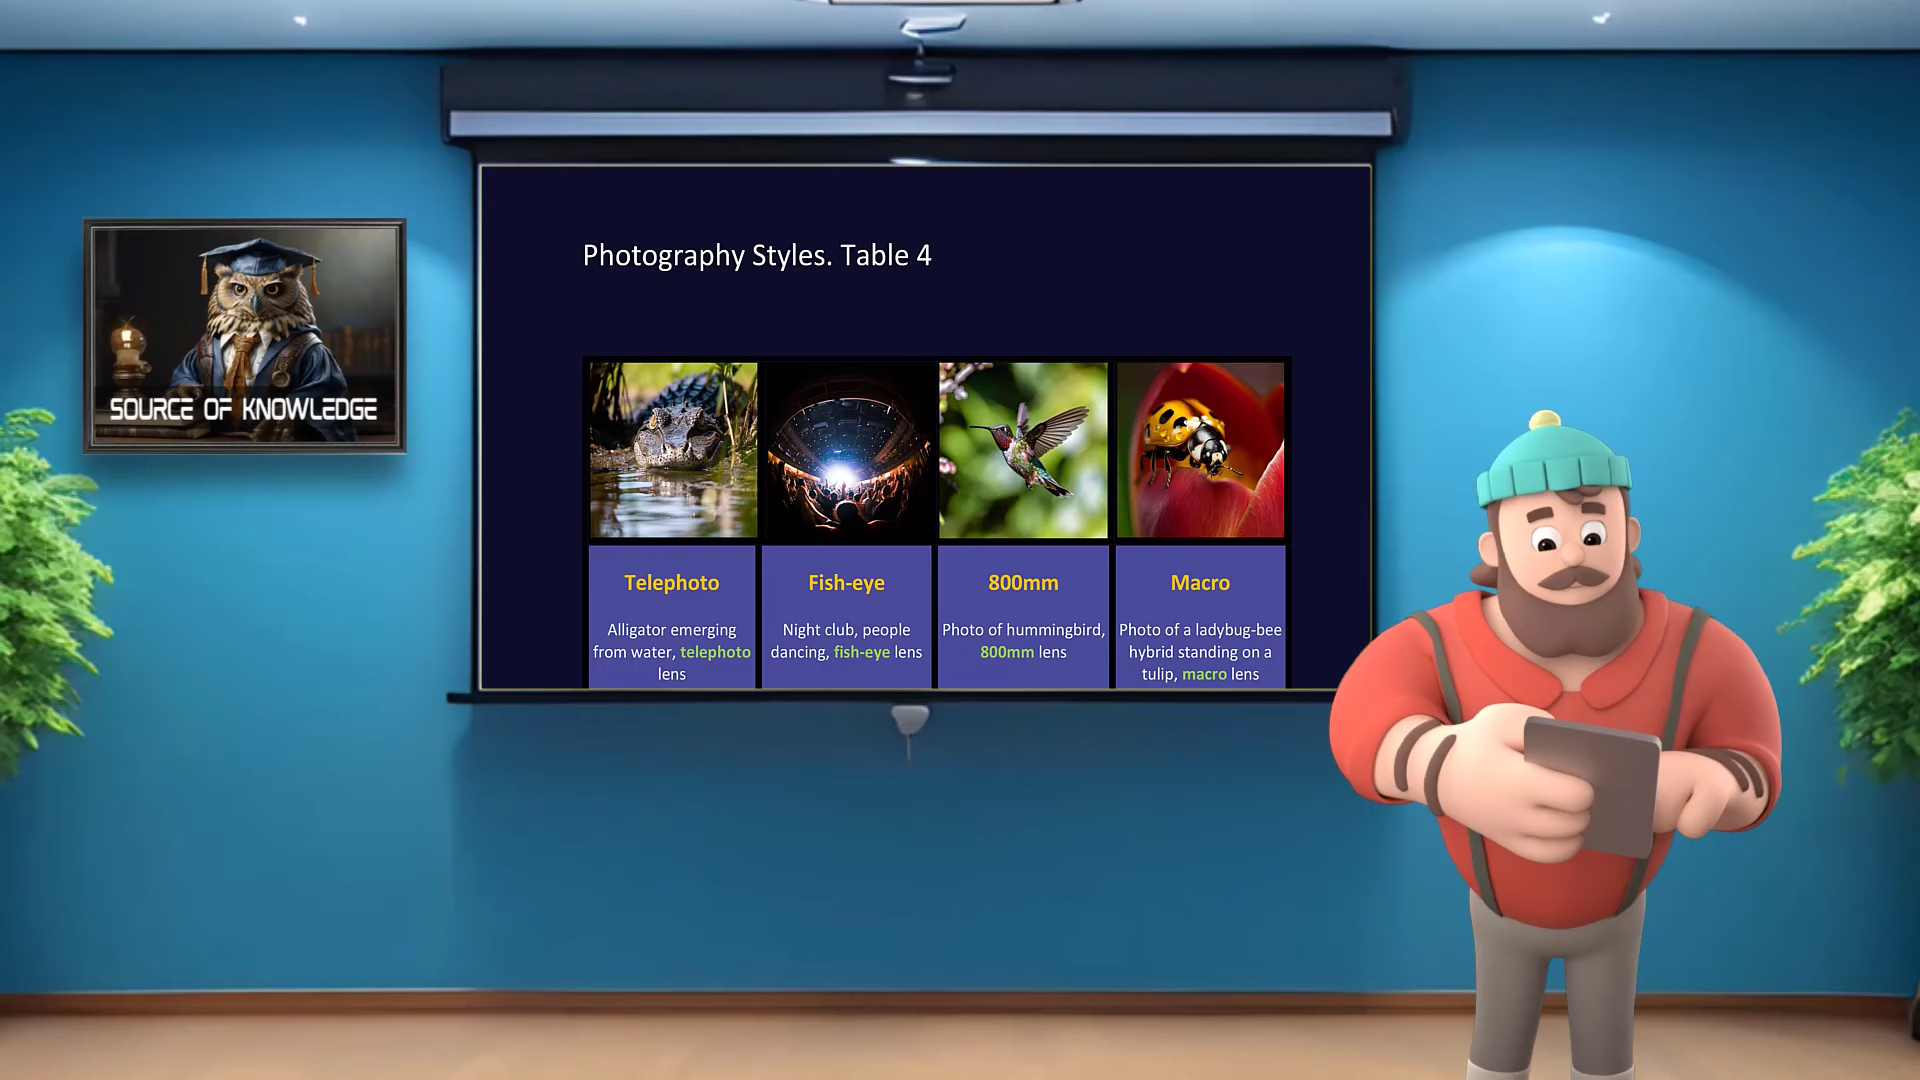 SOURCE OF KNOWLEDGE
Photography Styles. Table 4
Telephoto
Alligator emerging
from water, telephoto
lens
Fish-eye
Night club, people
dancing, fish-eye lens
800mm
Photo of hummingbird,
800mm lens
Macro
Photo of a ladybug-bee
hybrid standing on a
tulip, macro lens